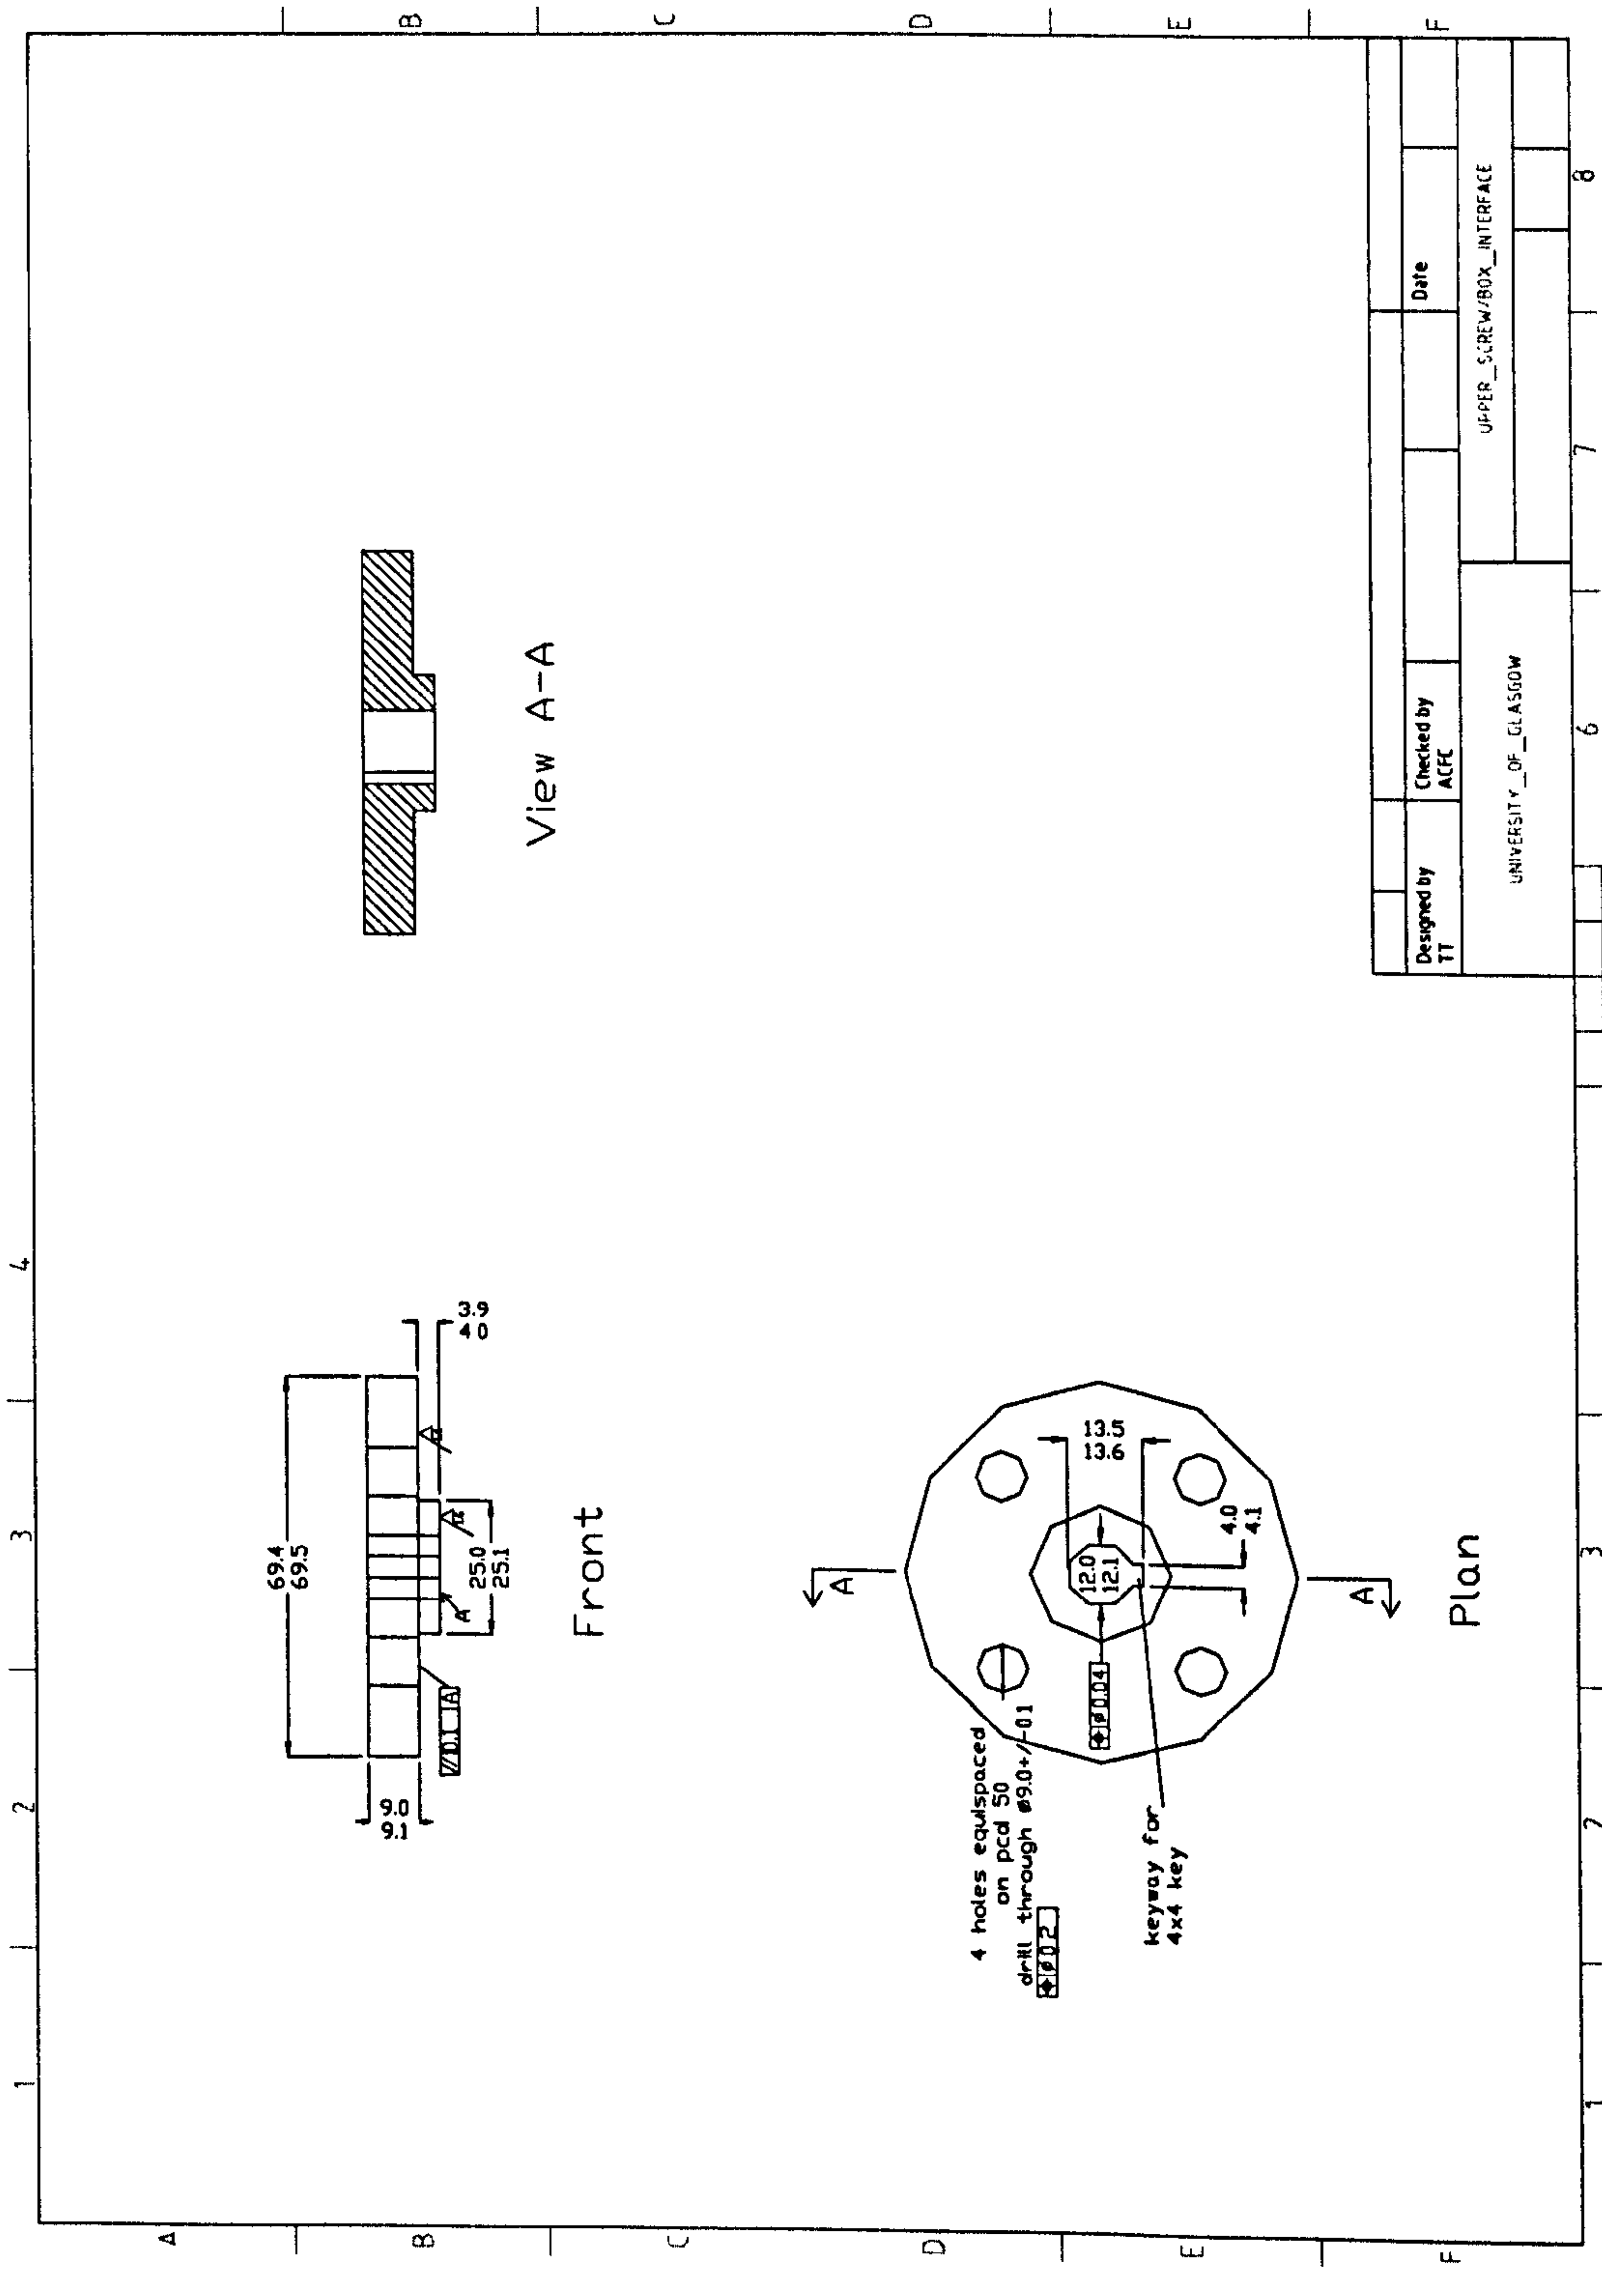 1
2
3
4
A
B
C
D
E
F
B
C
D
E
F
69.4
69.5
9.0
9.1
3.9
4 0
25.0
25.1
A
A
Front
View A-A
4 holes equispaced
on pcd 50
drill through ø9.0+/-0 1
ø0 2
ø0.04
keyway for
4x4 key
12.0
12.1
13.5
13.6
4.0
4.1
A
A
Plan
Designed by
TT
Checked by
ACFC
Date
UNIVERSITY_OF_GLASGOW
UPPER_SCREW/BOX_INTERFACE
1
2
3
6
7
8